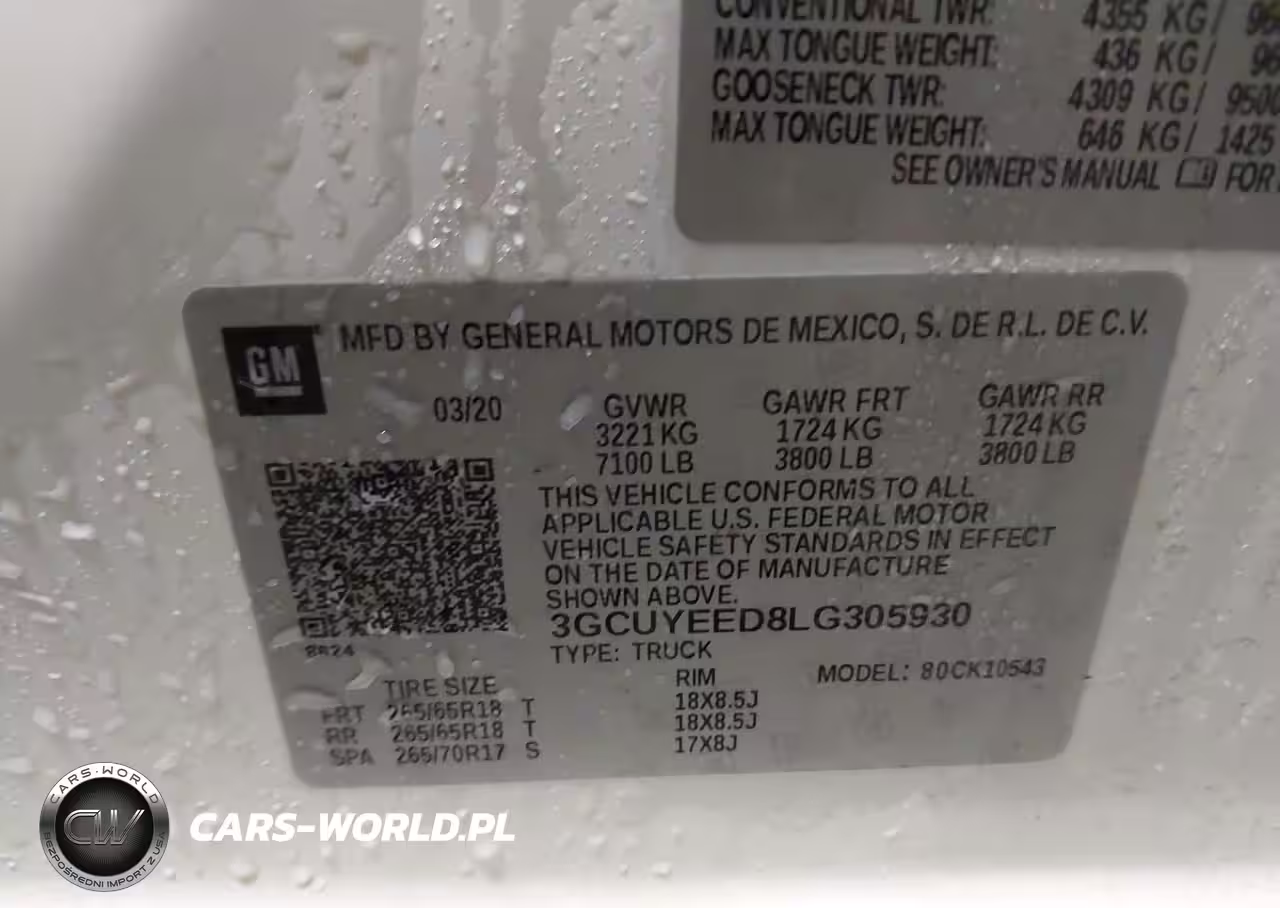 CONVENTIONAL TWR: 4355 KG/
MAX TONGUE WEIGHT: 436 KG/
GOOSENECK TWR: 4309 KG/ 9500
MAX TONGUE WEIGHT: 646 KG/ 1425
SEE OWNER'S MANUAL FOR
GM
MFD BY GENERAL MOTORS DE MEXICO, S. DE R.L. DE C.V.
03/20 GVWR GAWR FRT GAWR RR
3221 KG 1724 KG 1724 KG
7100 LB 3800 LB 3800 LB
THIS VEHICLE CONFORMS TO ALL
APPLICABLE U.S. FEDERAL MOTOR
VEHICLE SAFETY STANDARDS IN EFFECT
ON THE DATE OF MANUFACTURE
SHOWN ABOVE.
3GCUYEED8LG305930
8824
TYPE: TRUCK
TIRE SIZE RIM MODEL: 80CK10543
FRT 265/65R18 T 18X8.5J
RR 265/65R18 T 18X8.5J
SPA 265/70R17 S 17X8J
CARS-WORLD
CW
BEZPOŚREDNI IMPORT Z USA
CARS-WORLD.PL